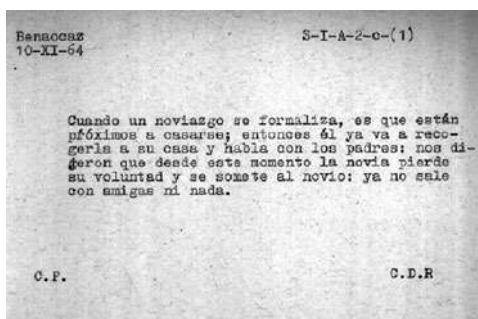 Benaocaz
S-I-A-2-c-(1)
10-XI-64
Cuando un noviazgo se formaliza, es que están
próximos a casarse; entonces él ya va a reco-
gerla a su casa y habla con los padres: nos di-
jeron que desde este momento la novia pierde
su voluntad y se somete al novio: ya no sale
con amigas ni nada.
C.P.
C.D.R